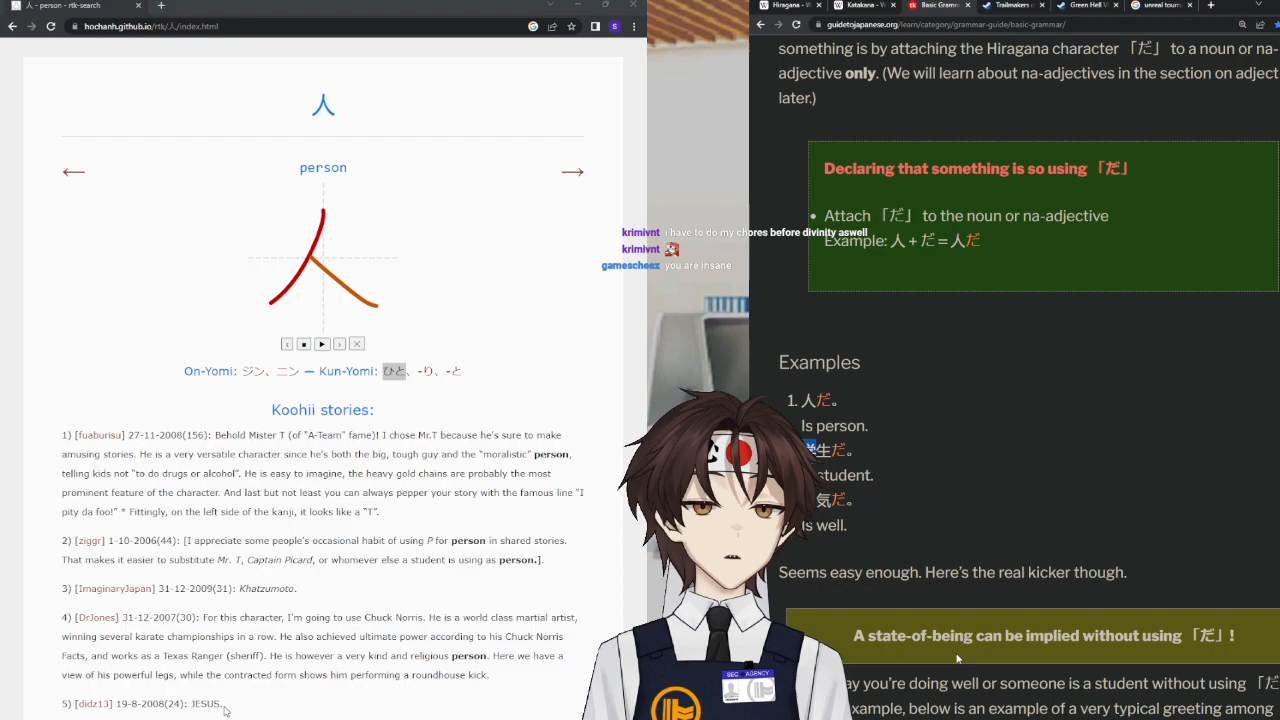 人 - person - rtk-search
hochanh.github.io/rtk/人/index.html
人
person
On-Yomi: ジン、ニン — Kun-Yomi: ひと、-り、-と
Koohii stories:
1) [fuaburisu] 27-11-2008(156): Behold Mister T (of "A-Team" fame)! I chose Mr.T because he's sure to make
amusing stories. He is a very versatile character since he's both the big, tough guy and the "moralistic" person,
telling kids not "to do drugs or alcohol". He is easy to imagine, the heavy gold chains are probably the most
prominent feature of the character. And last but not least you can always pepper your story with the famous line "I
pity da foo!" * Fittingly, on the left side of the kanji, it looks like a "T".
2) [ziggr] 1-10-2006(44): [I appreciate some people's occasional habit of using P for person in shared stories.
That makes it easier to substitute Mr. T, Captain Picard, or whomever else a student is using as person.].
3) [ImaginaryJapan] 31-12-2009(31): Khatzumoto.
4) [DrJones] 31-12-2007(30): For this character, I'm going to use Chuck Norris. He is a world class martial artist,
winning several karate championships in a row. He also achieved ultimate power according to his Chuck Norris
Facts, and works as a Texas Ranger (sheriff). He is however a very kind and religious person. Here we have a
view of his powerful legs, while the contracted form shows him performing a roundhouse kick.
5) [didz13] 19-8-2008(24): JESUS.
krimivnt i have to do my chores before divinity aswell
krimivnt
gamescheez you are insane
Hiragana - W
Katakana - W
Basic Gramm
Trailmakers o
Green Hell V
unreal tourn
guidetojapanese.org/learn/category/grammar-guide/basic-grammar/
something is by attaching the Hiragana character 「だ」 to a noun or na-
adjective only. (We will learn about na-adjectives in the section on adject
later.)
Declaring that something is so using 「だ」
Attach 「だ」 to the noun or na-adjective
Example: 人 + だ = 人だ
Examples
1. 人だ。
Is person.
生だ。
student.
気だ。
Is well.
Seems easy enough. Here's the real kicker though.
A state-of-being can be implied without using 「だ」!
ay you're doing well or someone is a student without using 「だ
example, below is an example of a very typical greeting among
SEC AGENCY